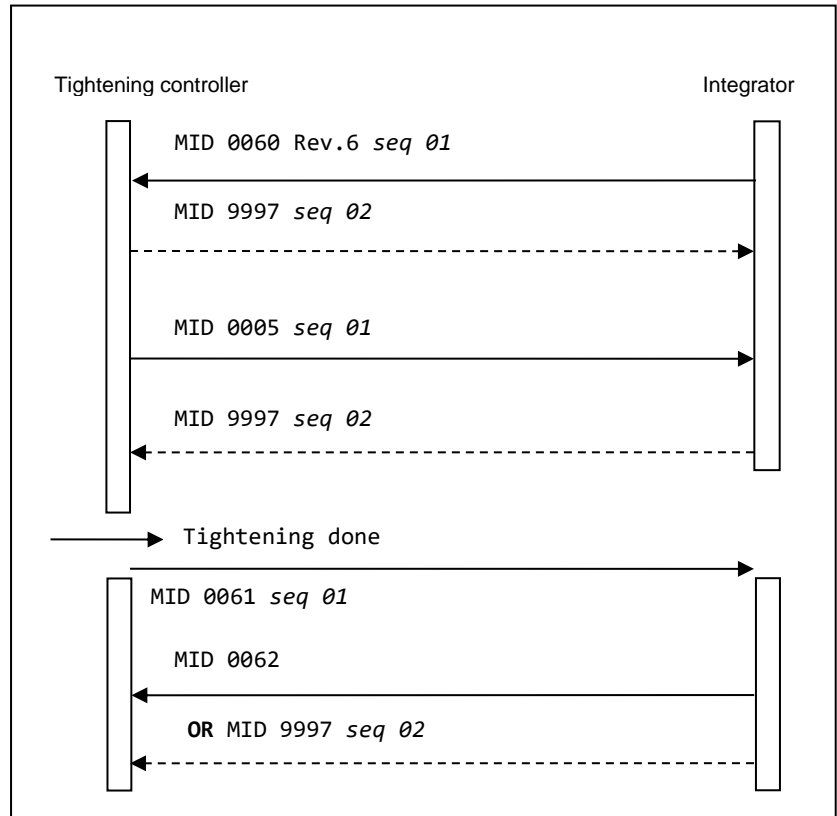 Tightening controller
Integrator
MID 0060 Rev.6 seq 01
MID 9997 seq 02
MID 0005 seq 01
MID 9997 seq 02
Tightening done
MID 0061 seq 01
MID 0062
OR MID 9997 seq 02